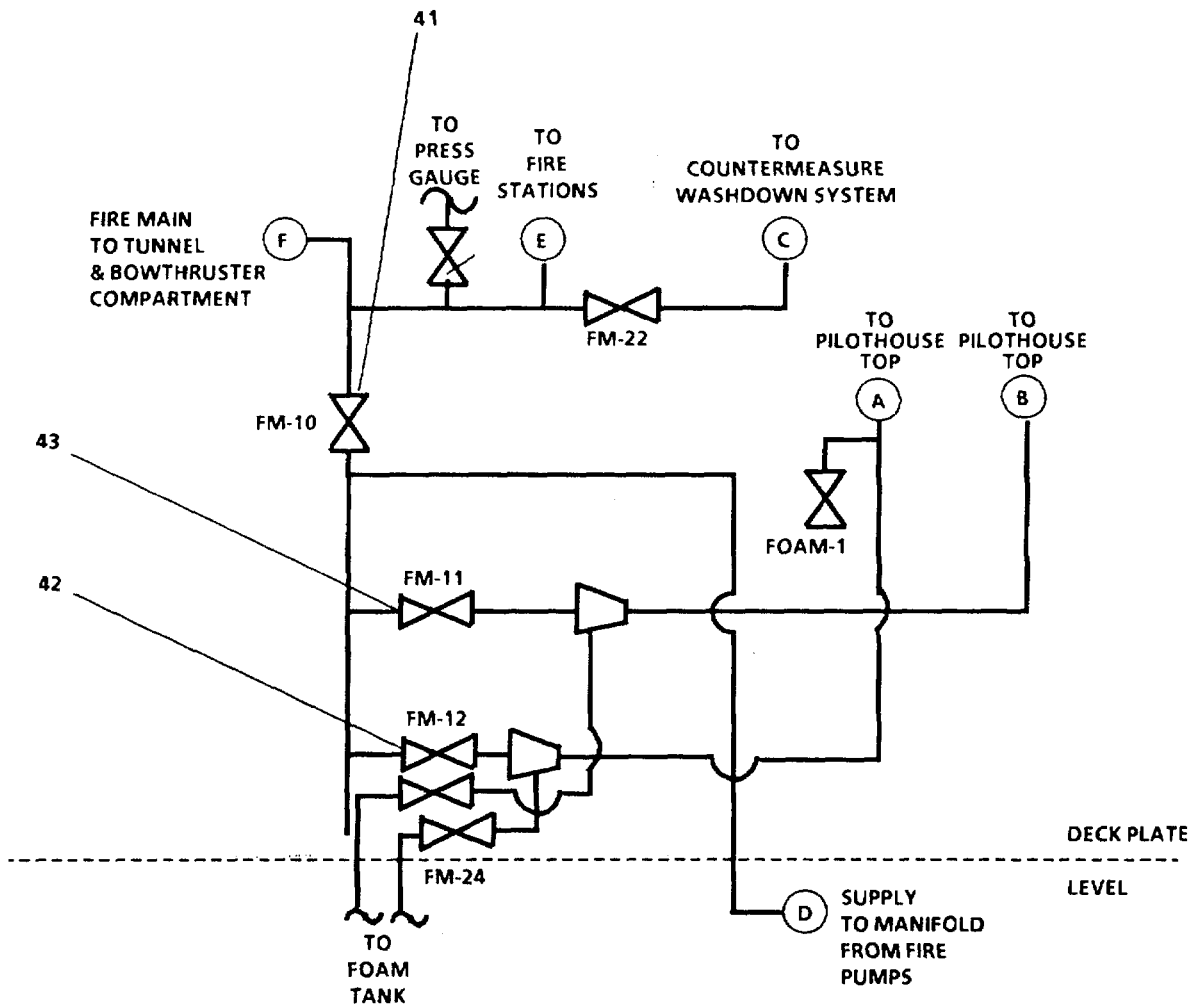 41
TO
PRESS
GAUGE
TO
FIRE
STATIONS
TO
COUNTERMEASURE
WASHDOWN SYSTEM
FIRE MAIN
TO TUNNEL
& BOWTHRUSTER
COMPARTMENT
F
E
C
FM-22
TO
PILOTHOUSE
TOP
TO
PILOTHOUSE
TOP
A
B
FM-10
43
FOAM-1
42
FM-11
FM-12
FM-24
DECK PLATE
LEVEL
D
SUPPLY
TO MANIFOLD
FROM FIRE
PUMPS
TO
FOAM
TANK